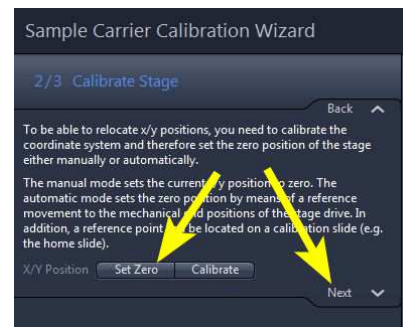 Sample Carrier Calibration Wizard
2/3 Calibrate Stage
Back
To be able to relocate x/y positions, you need to calibrate the
coordinate system and therefore set the zero position of the stage
either manually or automatically.
The manual mode sets the current position to zero. The
automatic mode sets the zero position by means of a reference
movement to the mechanical end positions of the stage drive. In
addition, a reference point be located on a calibration slide (e.g.
the home slide).
X/Y Position Set Zero Calibrate
Next